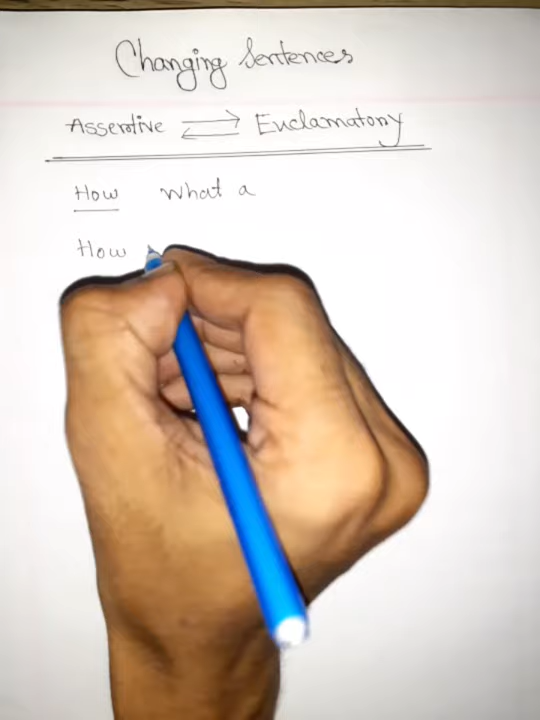 Changing Sentences
Assertive ⇄ Exclamatory
How What a
How